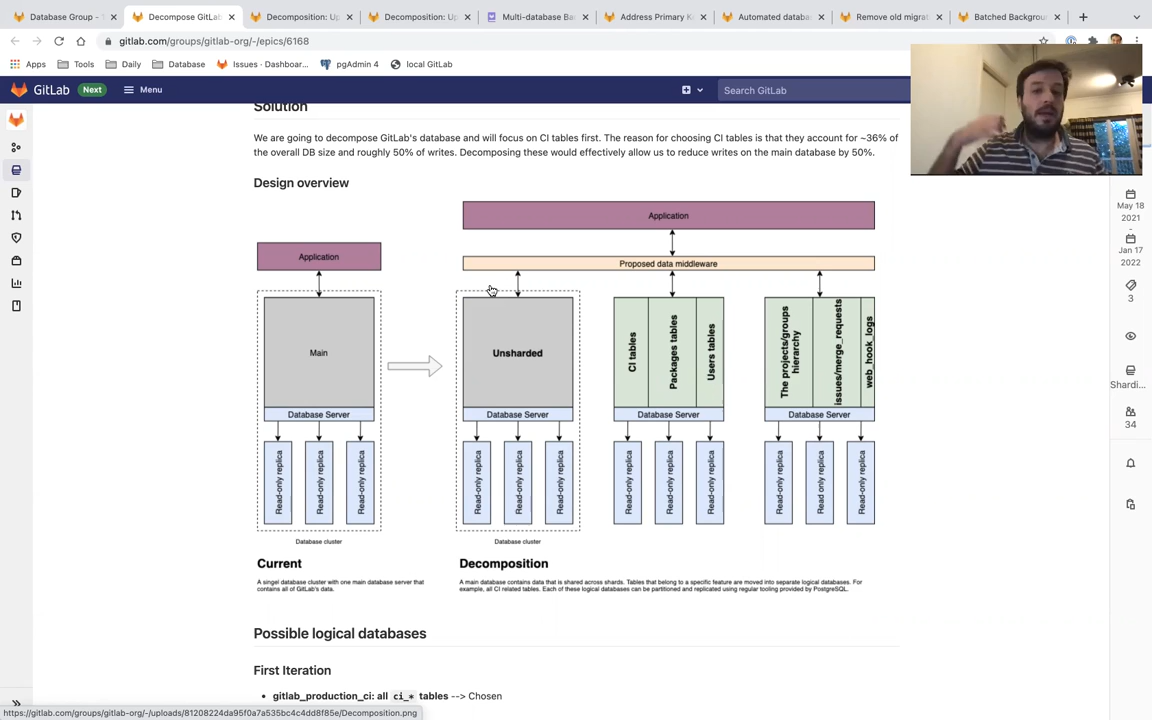 Database Group - 1
Decompose GitLa
Decomposition: Up
Decomposition: Up
Multi-database Ba
Address Primary K
Automated databa
Remove old migrat
Batched Backgroun
gitlab.com/groups/gitlab-org/-/epics/6168
Apps
Tools
Daily
Database
Issues · Dashboar...
pgAdmin 4
local GitLab
GitLab
Next
Menu
Search GitLab
Solution
We are going to decompose GitLab's database and will focus on CI tables first. The reason for choosing CI tables is that they account for ~36% of
the overall DB size and roughly 50% of writes. Decomposing these would effectively allow us to reduce writes on the main database by 50%.
Design overview
Application
Application
Proposed data middleware
Main
Unsharded
CI tables
Packages tables
Users tables
The projects/groups
hierarchy
issues/merge_requests
web_hook_logs
Database Server
Database Server
Database Server
Database Server
Read-only replica
Read-only replica
Read-only replica
Read-only replica
Read-only replica
Read-only replica
Read-only replica
Read-only replica
Read-only replica
Read-only replica
Read only replica
Read-only replica
Database cluster
Database cluster
Current
Decomposition
A singel database cluster with one main database server that
contains all of GitLab's data.
A main database contains data that is shared across shards. Tables that belong to a specific feature are moved into separate logical databases. For
example, all CI related tables. Each of these logical databases can be partitioned and replicated using regular tooling provided by PostgreSQL.
Possible logical databases
First Iteration
gitlab_production_ci: all ci_* tables --> Chosen
May 18
2021
-
Jan 17
2022
3
Shardi...
34
https://gitlab.com/groups/gitlab-org/-/uploads/81208224da95f0a7a535bc4c4dd8f85e/Decomposition.png